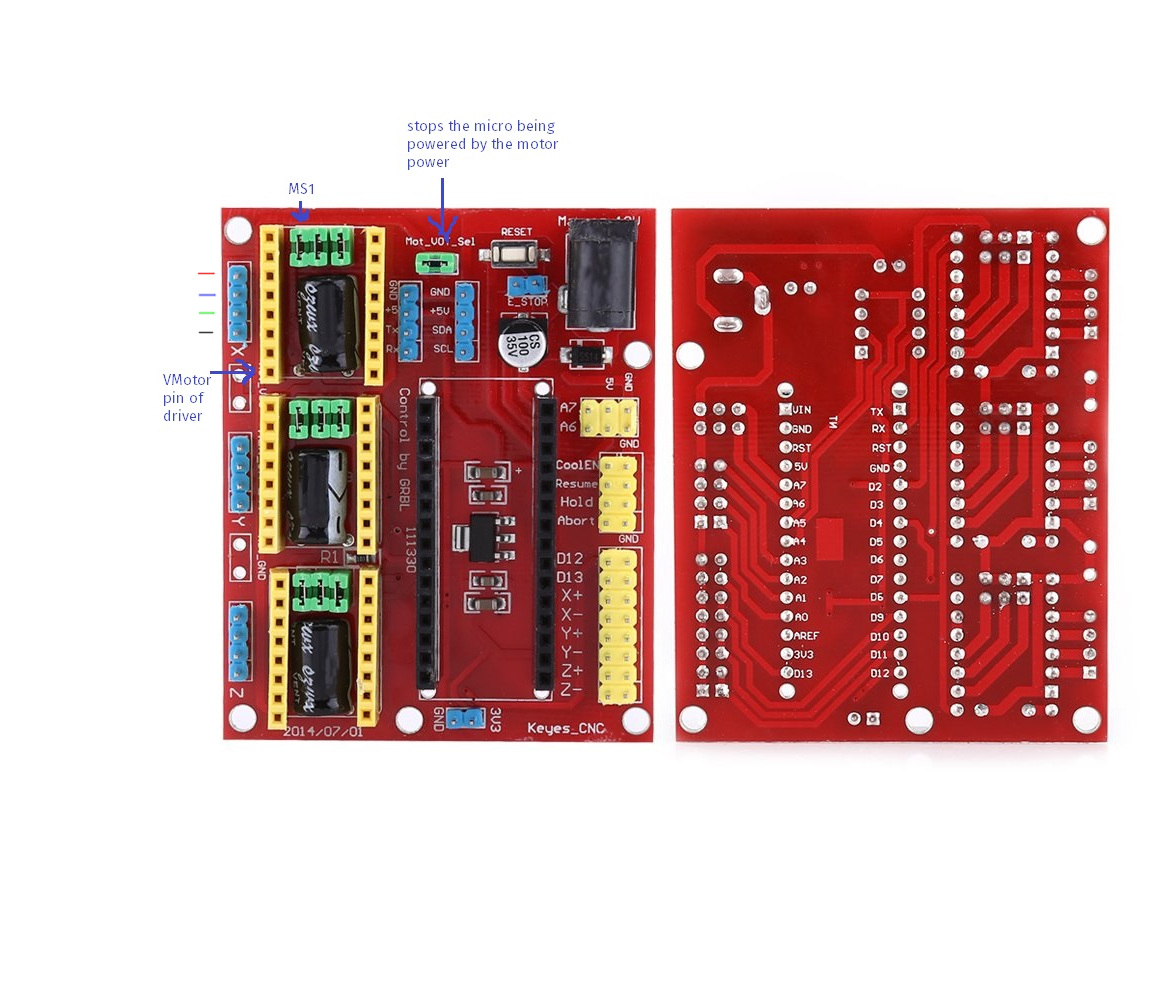 stops the micro being
powered by the motor
power
MS1
VMotor
pin of
driver
RESET
Mot_VOT_Sel
E_STOP
GND
+5
Tx
Rx
GND
+5V
SDA
SCL
CS
100
35V
X
Y
Z
_GND
R1
Control by GRBL
111330
5V
GND
A7
A6
GND
CoolEN
Resume
Hold
Abort
GND
D12
D13
X+
X-
Y+
Y-
Z+
Z-
GND
3V3
2014/07/01
Keyes_CNC
VIN
GND
RST
5V
A7
A5
A4
A3
A2
A1
A0
AREF
3V3
D13
TX
RX
RST
GND
D2
D3
D4
D5
D6
D7
D9
D10
D11
D12